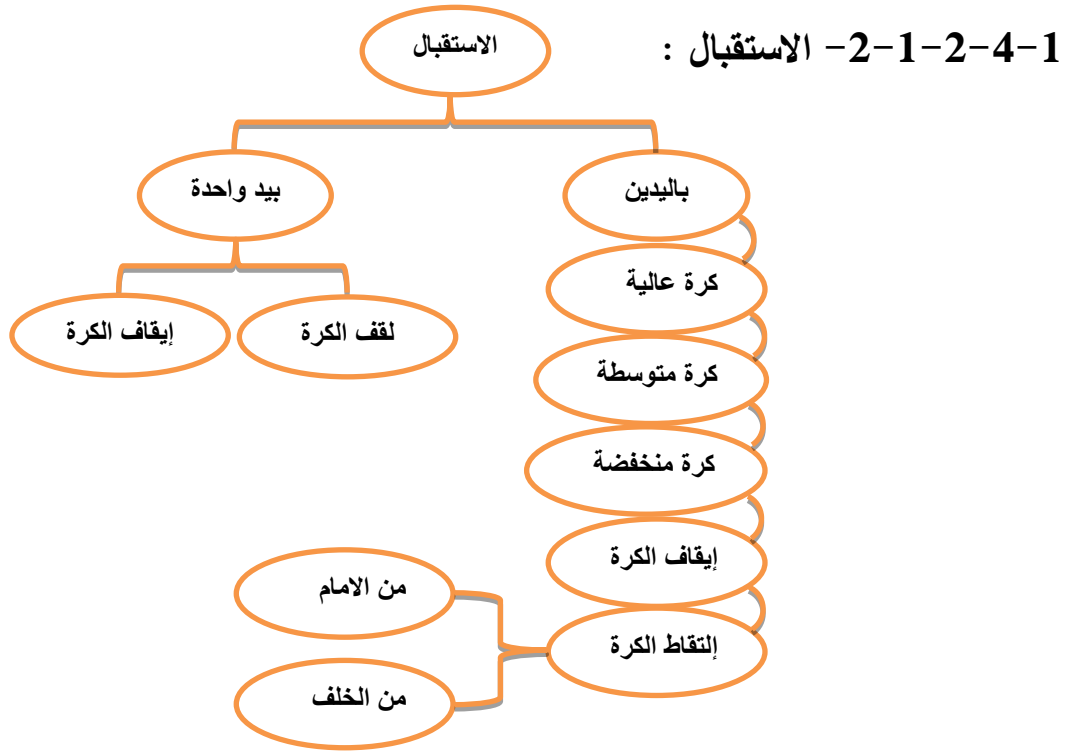 1-4-2-1-2- الاستقبال :
الاستقبال
باليدين
بيد واحدة
كرة عالية
لقف الكرة
إيقاف الكرة
كرة متوسطة
كرة منخفضة
إيقاف الكرة
من الامام
إلتقاط الكرة
من الخلف